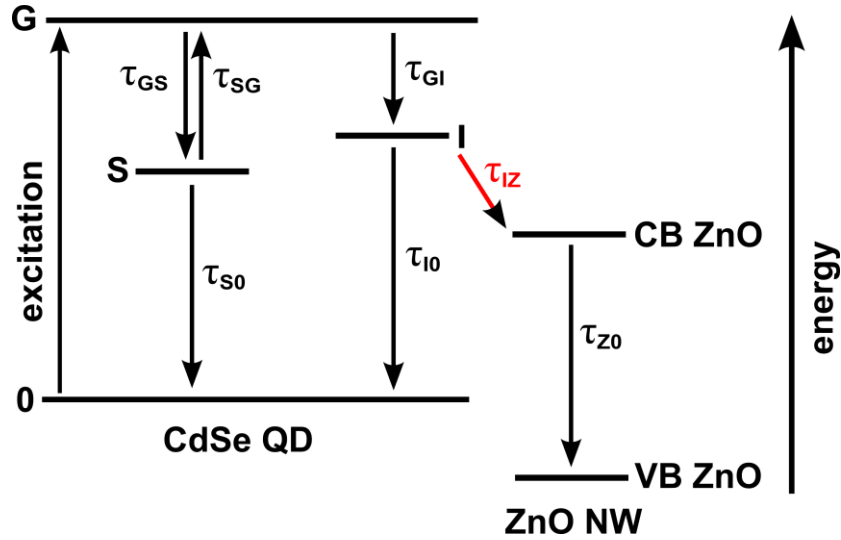 G
τGS
τSG
τGI
I
S
τIZ
excitation
CB ZnO
τS0
τI0
τZ0
energy
0
CdSe QD
VB ZnO
ZnO NW